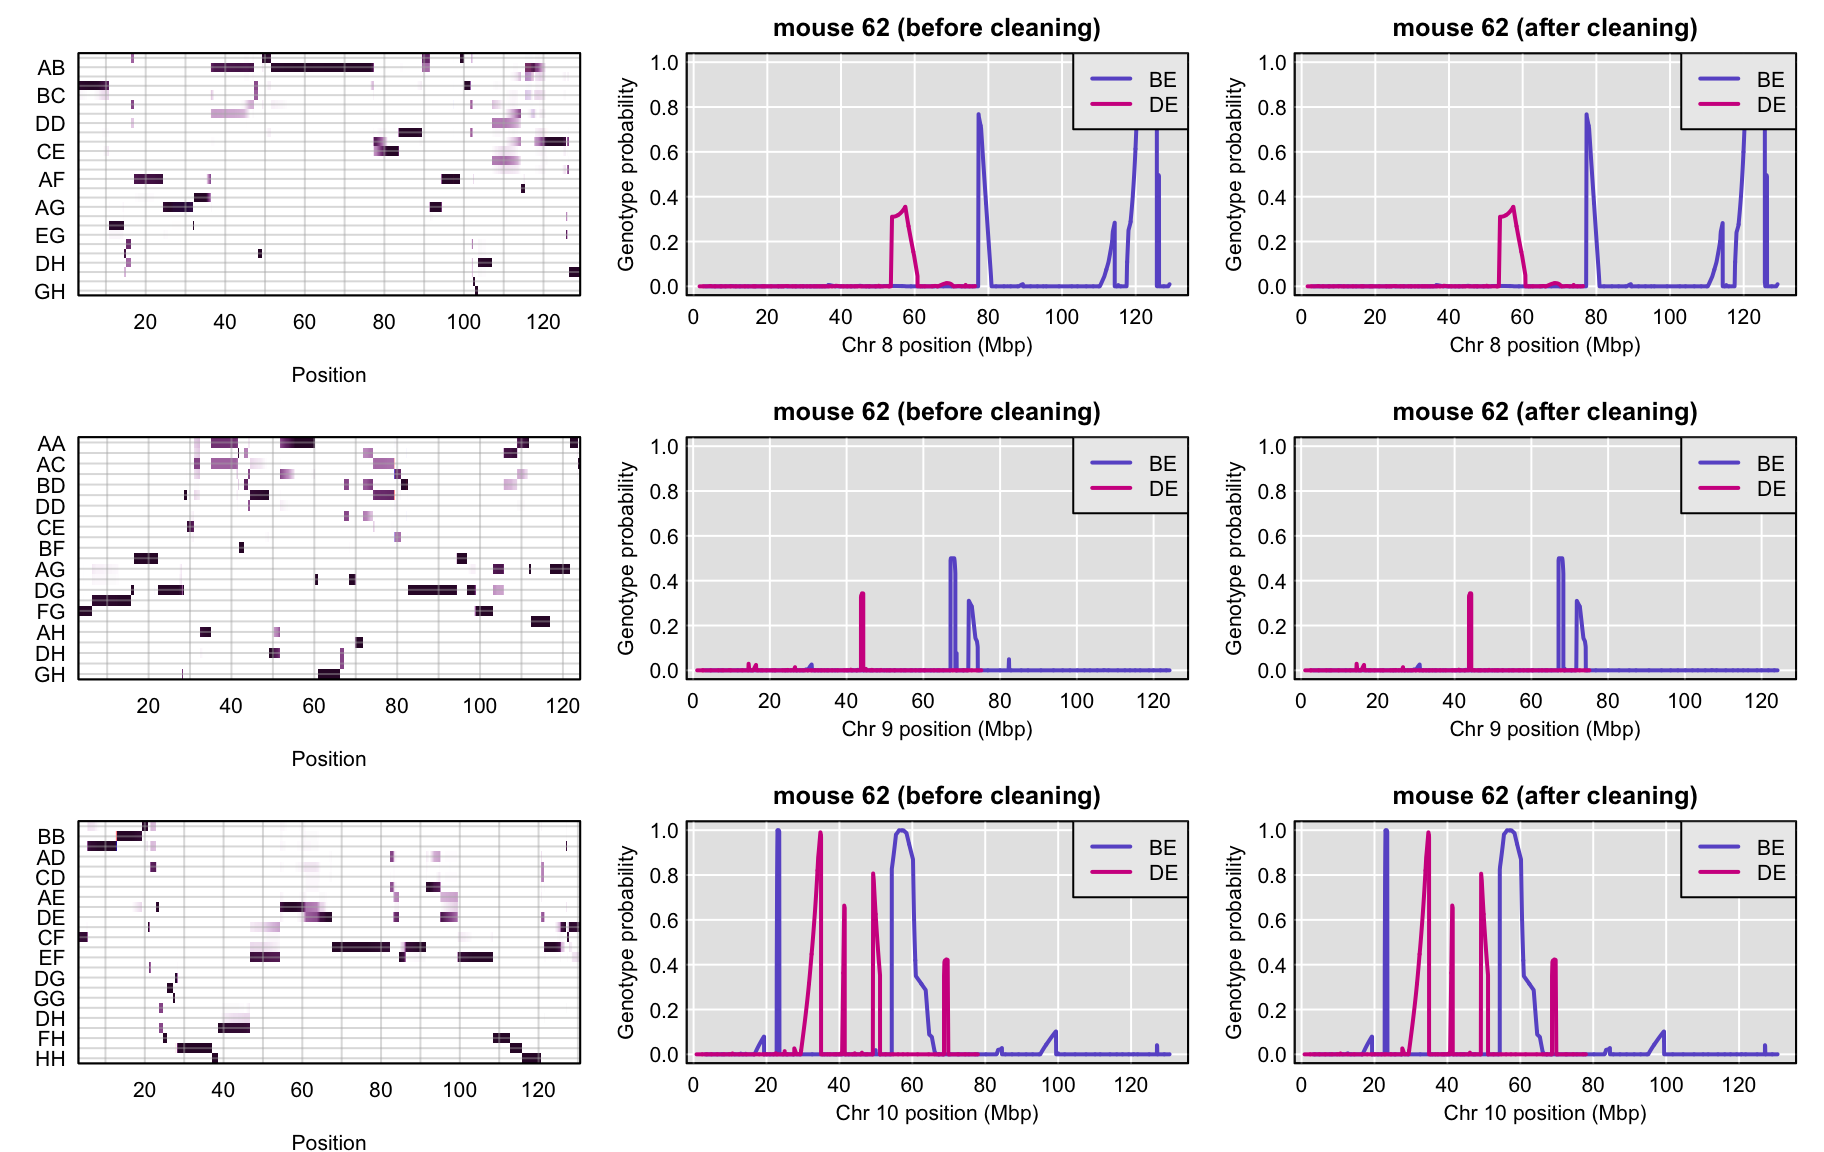 mouse 62 (before cleaning)
mouse 62 (after cleaning)
AB
BC
DD
CE
AF
AG
EG
DH
GH
20 40 60 80 100 120
Position
Genotype probability
1.0
0.8
0.6
0.4
0.2
0.0
BE
DE
0 20 40 60 80 100 120
Chr 8 position (Mbp)
Genotype probability
1.0
0.8
0.6
0.4
0.2
0.0
BE
DE
0 20 40 60 80 100 120
Chr 8 position (Mbp)
mouse 62 (before cleaning)
mouse 62 (after cleaning)
AA
AC
BD
DD
CE
BF
AG
DG
FG
AH
DH
GH
20 40 60 80 100 120
Position
Genotype probability
1.0
0.8
0.6
0.4
0.2
0.0
BE
DE
0 20 40 60 80 100 120
Chr 9 position (Mbp)
Genotype probability
1.0
0.8
0.6
0.4
0.2
0.0
BE
DE
0 20 40 60 80 100 120
Chr 9 position (Mbp)
mouse 62 (before cleaning)
mouse 62 (after cleaning)
BB
AD
CD
AE
DE
CF
EF
DG
GG
DH
FH
HH
20 40 60 80 100 120
Position
Genotype probability
1.0
0.8
0.6
0.4
0.2
0.0
BE
DE
0 20 40 60 80 100 120
Chr 10 position (Mbp)
Genotype probability
1.0
0.8
0.6
0.4
0.2
0.0
BE
DE
0 20 40 60 80 100 120
Chr 10 position (Mbp)